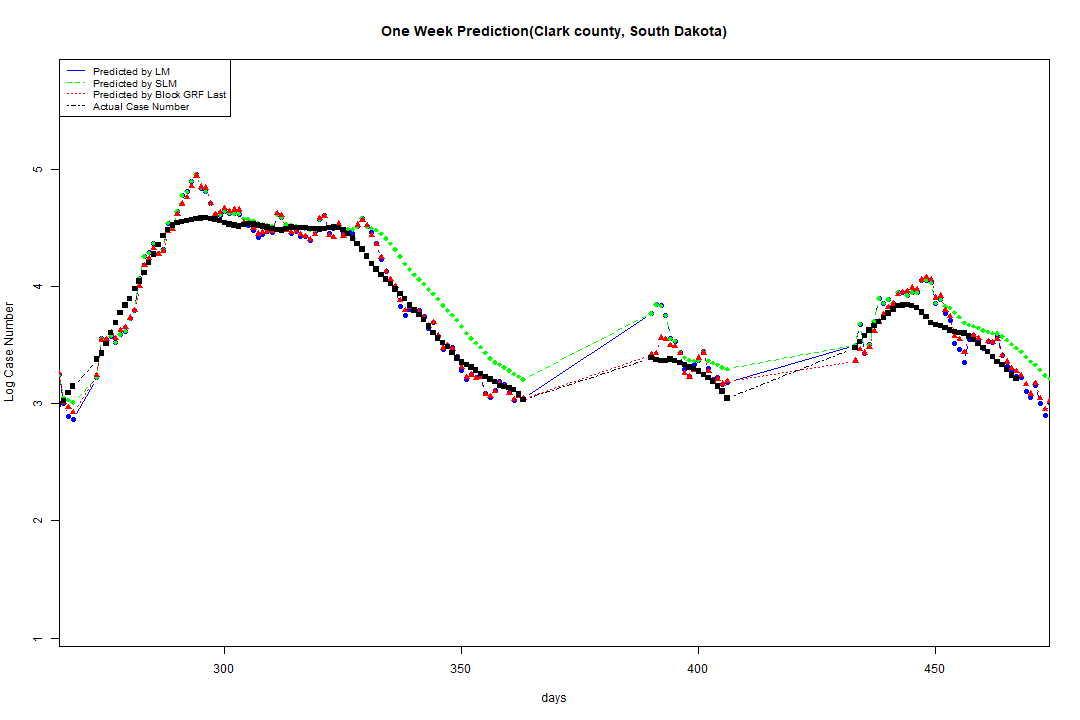 One Week Prediction(Clark county, South Dakota)
Predicted by LM
Predicted by SLM
Predicted by Block GRF Last
Actual Case Number
5
4
3
2
1
Log Case Number
300
350
400
450
days